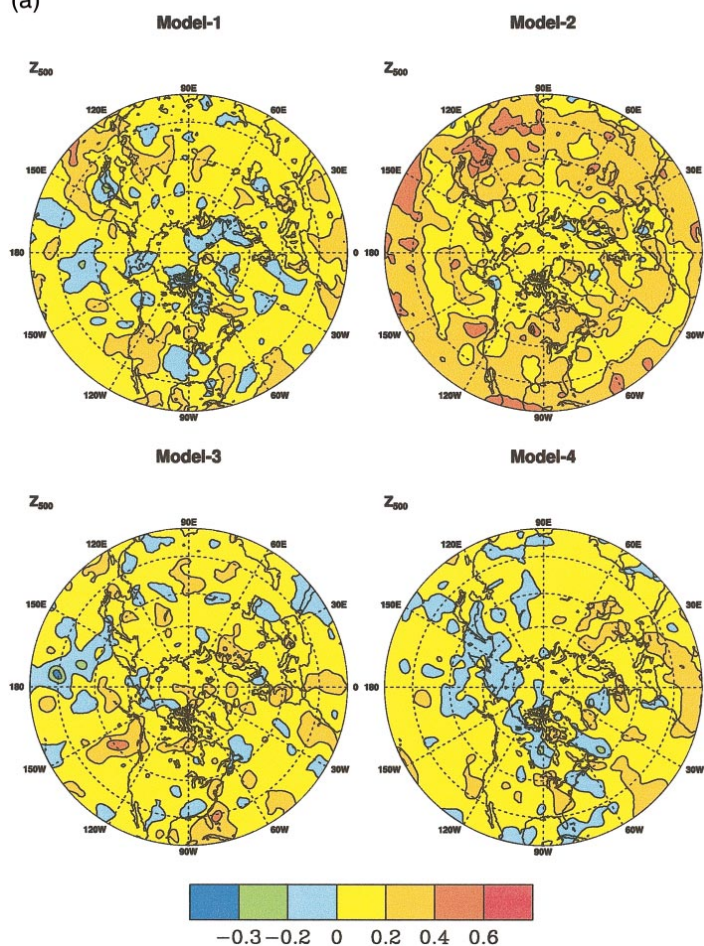 (a)
Model-1 Model-2
Z500 Z500
90E 90E
120E 60E 120E 60E
150E 30E 150E 30E
180 0 180 0
150W 30W 150W 30W
120W 60W 120W 60W
90W 90W
Model-3 Model-4
Z500 Z500
90E 90E
120E 60E 120E 60E
150E 30E 150E 30E
180 0 180 0
150W 30W 150W 30W
120W 60W 120W 60W
90W 90W
−0.3 −0.2 0 0.2 0.4 0.6